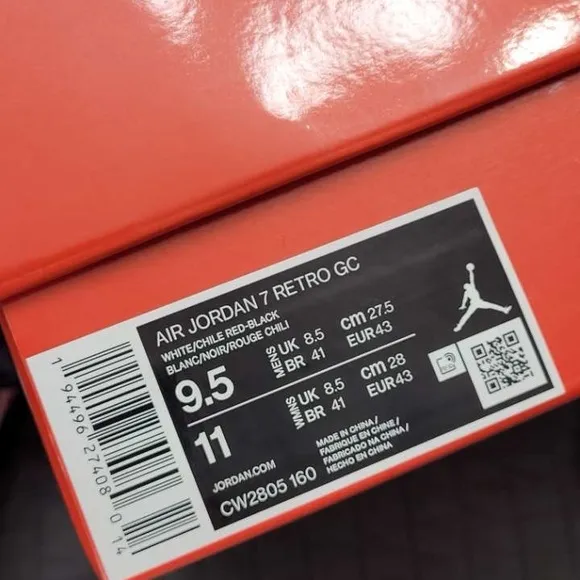 AIR JORDAN 7 RETRO GC
WHITE/CHILE RED-BLACK
BLANC/NOIR/ROUGE CHILI
9.5
MENS
UK 8.5
BR 41
cm 27.5
EUR43
11
WMNS
UK 8.5
BR 41
cm 28
EUR43
JORDAN.COM
CW2805 160
MADE IN CHINA/
FABRIQUE EN CHINE/
FABRICADO NA CHINA/
HECHO EN CHINA
1 94496 27408 0 14